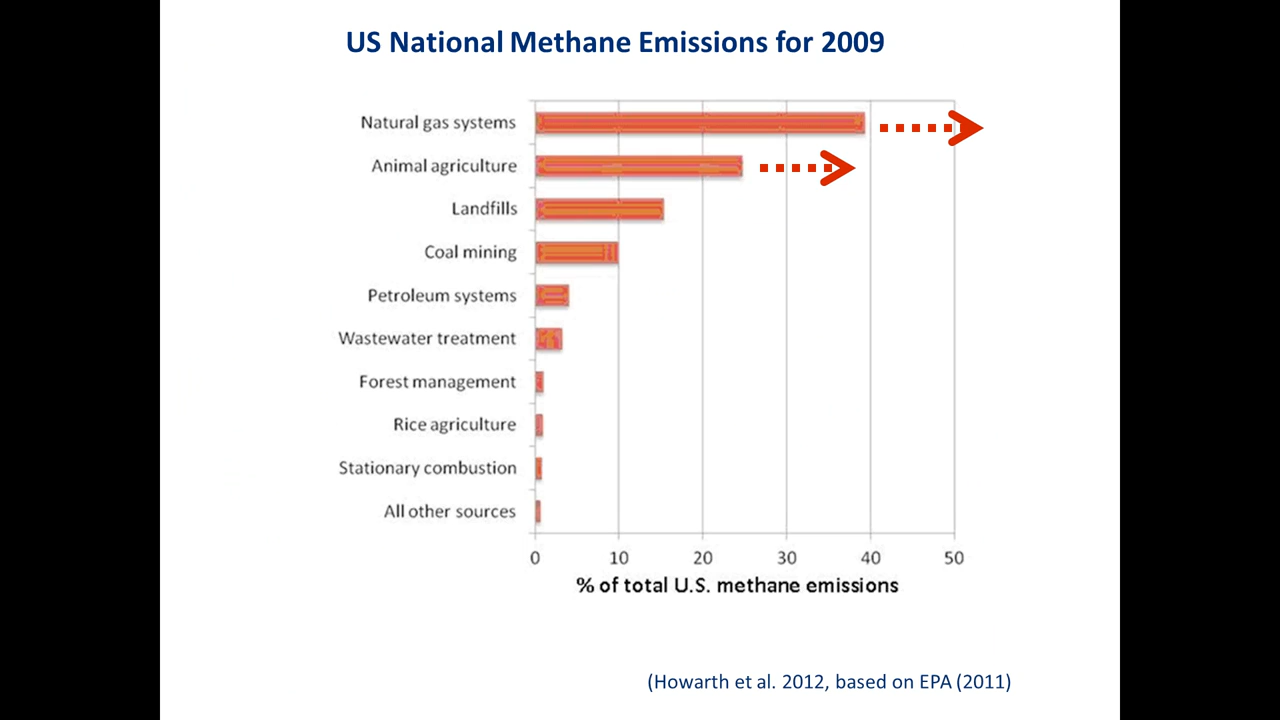 US National Methane Emissions for 2009
Natural gas systems
Animal agriculture
Landfills
Coal mining
Petroleum systems
Wastewater treatment
Forest management
Rice agriculture
Stationary combustion
All other sources
0 10 20 30 40 50
% of total U.S. methane emissions
(Howarth et al. 2012, based on EPA (2011)